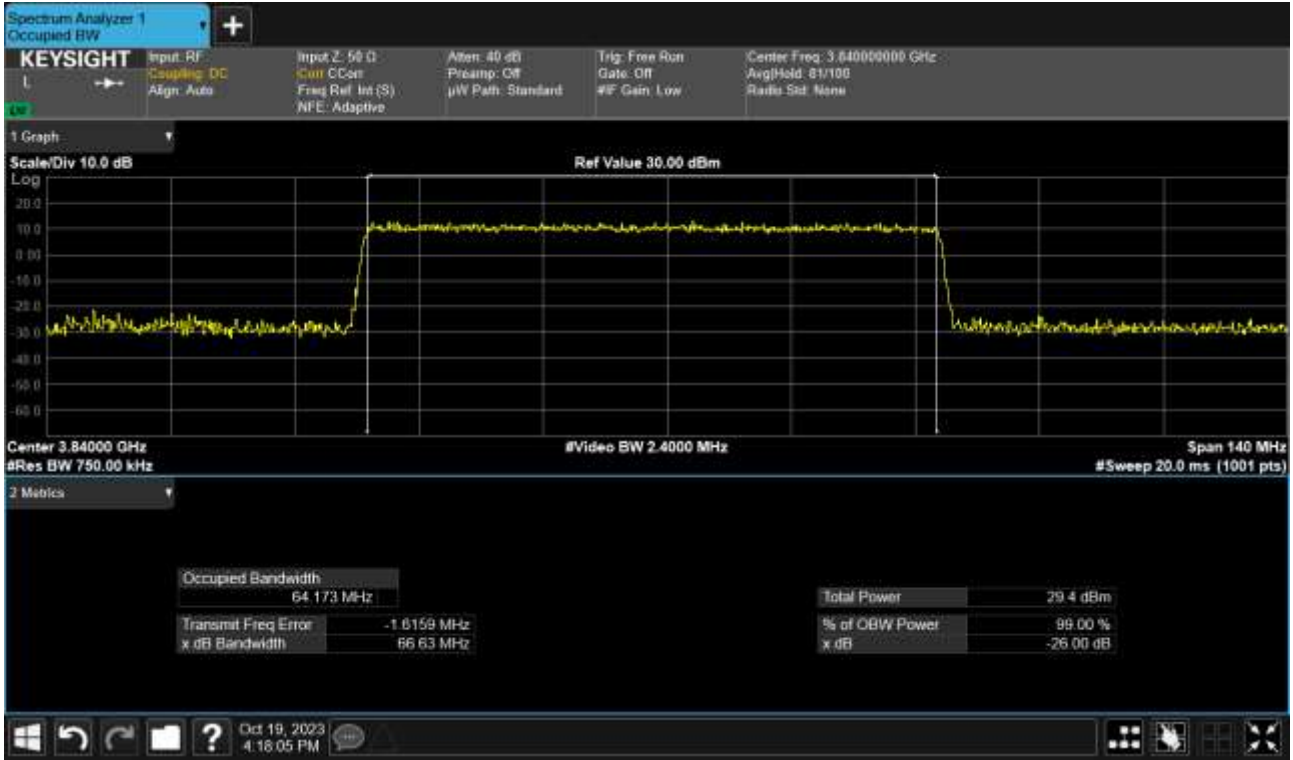 Spectrum Analyzer 1
Occupied BW
KEYSIGHT
L
Input: RF
Coupling: DC
Align: Auto
Input Z: 50 Ω
Corr CCorr
Freq Ref: Int (S)
NFE: Adaptive
Atten: 40 dB
Preamp: Off
µW Path: Standard
Trig: Free Run
Gate: Off
#IF Gain: Low
Center Freq: 3.840000000 GHz
Avg|Hold: 81/100
Radio Std: None
1 Graph
Scale/Div 10.0 dB
Ref Value 30.00 dBm
Log
20.0
10.0
0.00
-10.0
-20.0
-30.0
-40.0
-50.0
-60.0
Center 3.84000 GHz
#Video BW 2.4000 MHz
Span 140 MHz
#Res BW 750.00 kHz
#Sweep 20.0 ms (1001 pts)
2 Metrics
Occupied Bandwidth
64.173 MHz
Total Power 29.4 dBm
Transmit Freq Error -1.6159 MHz
% of OBW Power 99.00 %
x dB Bandwidth 66.63 MHz
x dB -26.00 dB
Oct 19, 2023
4:18:05 PM